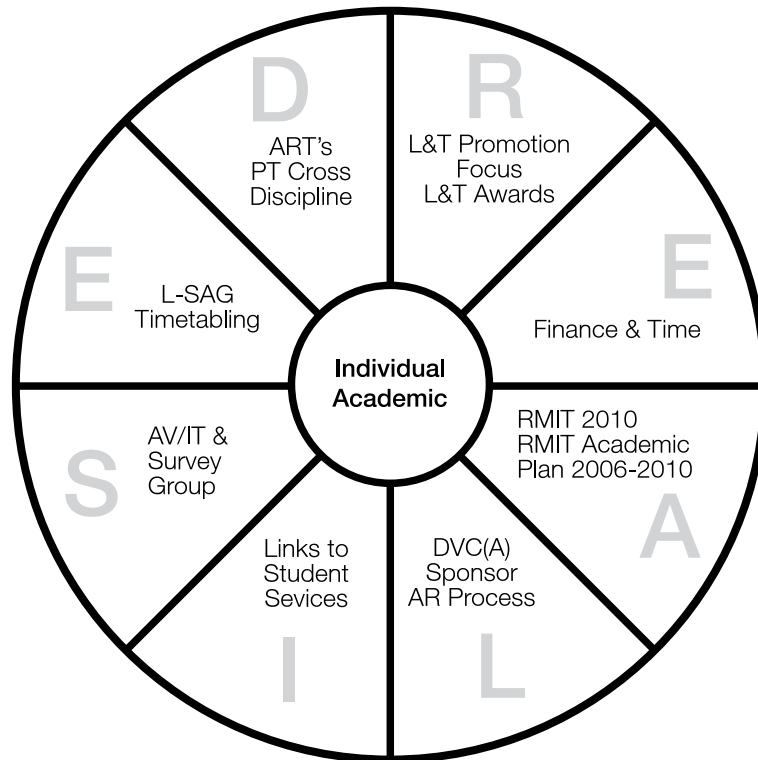 D
ART's
PT Cross
Discipline
R
L&T Promotion
Focus
L&T Awards
E
Finance & Time
A
RMIT 2010
RMIT Academic
Plan 2006-2010
L
DVC(A)
Sponsor
AR Process
I
Links to
Student
Sevices
S
AV/IT &
Survey
Group
E
L-SAG
Timetabling
Individual
Academic